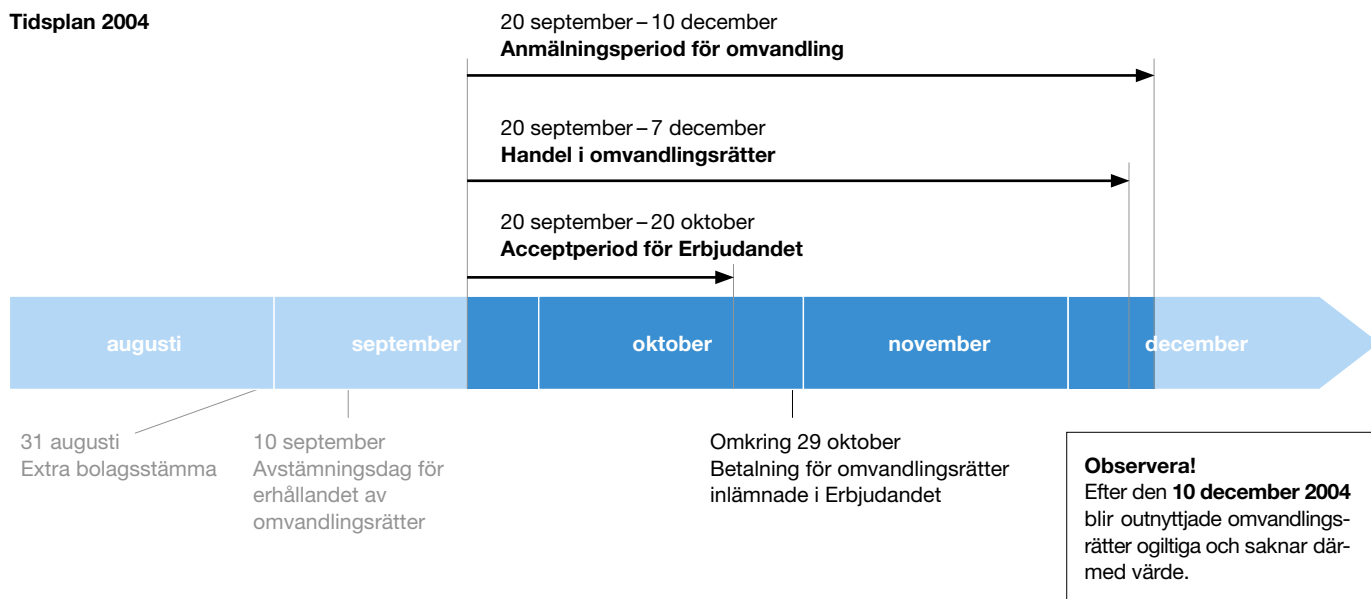 Tidsplan 2004
20 september – 10 december
Anmälningsperiod för omvandling
20 september – 7 december
Handel i omvandlingsrätter
20 september – 20 oktober
Acceptperiod för Erbjudandet
augusti
september
oktober
november
december
31 augusti
Extra bolagsstämma
10 september
Avstämningsdag för
erhållandet av
omvandlingsrätter
Omkring 29 oktober
Betalning för omvandlingsrätter
inlämnade i Erbjudandet
Observera!
Efter den 10 december 2004
blir outnyttjade omvandlings-
rätter ogiltiga och saknar där-
med värde.